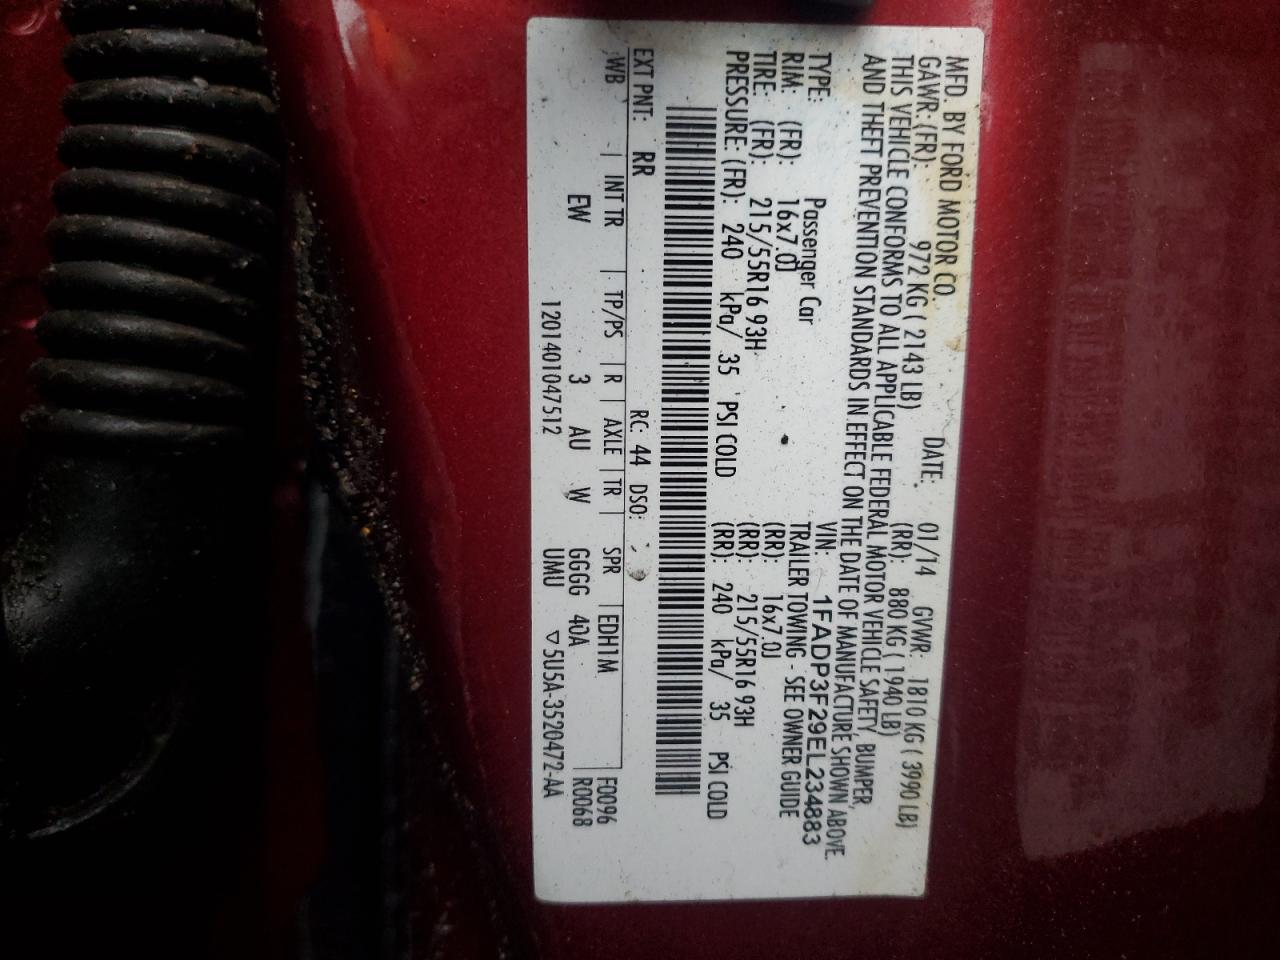 MFD. BY FORD MOTOR CO. DATE: 01/14 GVWR: 1810 KG ( 3990 LB)
GAWR: (FR): 972 KG ( 2143 LB) (RR): 880 KG ( 1940 LB)
THIS VEHICLE CONFORMS TO ALL APPLICABLE FEDERAL MOTOR VEHICLE SAFETY, BUMPER,
AND THEFT PREVENTION STANDARDS IN EFFECT ON THE DATE OF MANUFACTURE SHOWN ABOVE.
VIN: 1FADP3F29EL234883
TYPE: Passenger Car TRAILER TOWING - SEE OWNER GUIDE
RIM: (FR): 16x7.0J (RR): 16x7.0J
TIRE: (FR): 215/55R16 93H (RR): 215/55R16 93H
PRESSURE: (FR): 240 kPa/ 35 PSI COLD (RR): 240 kPa/ 35 PSI COLD
EXT PNT: RR RC: 44 DSO:
WB INT TR TP/PS R AXLE TR SPR EDH1M F0096
EW 3 AU W GGGG 40A R0068
120140104​7512 UMU ▽ 5U5A-3520472-AA